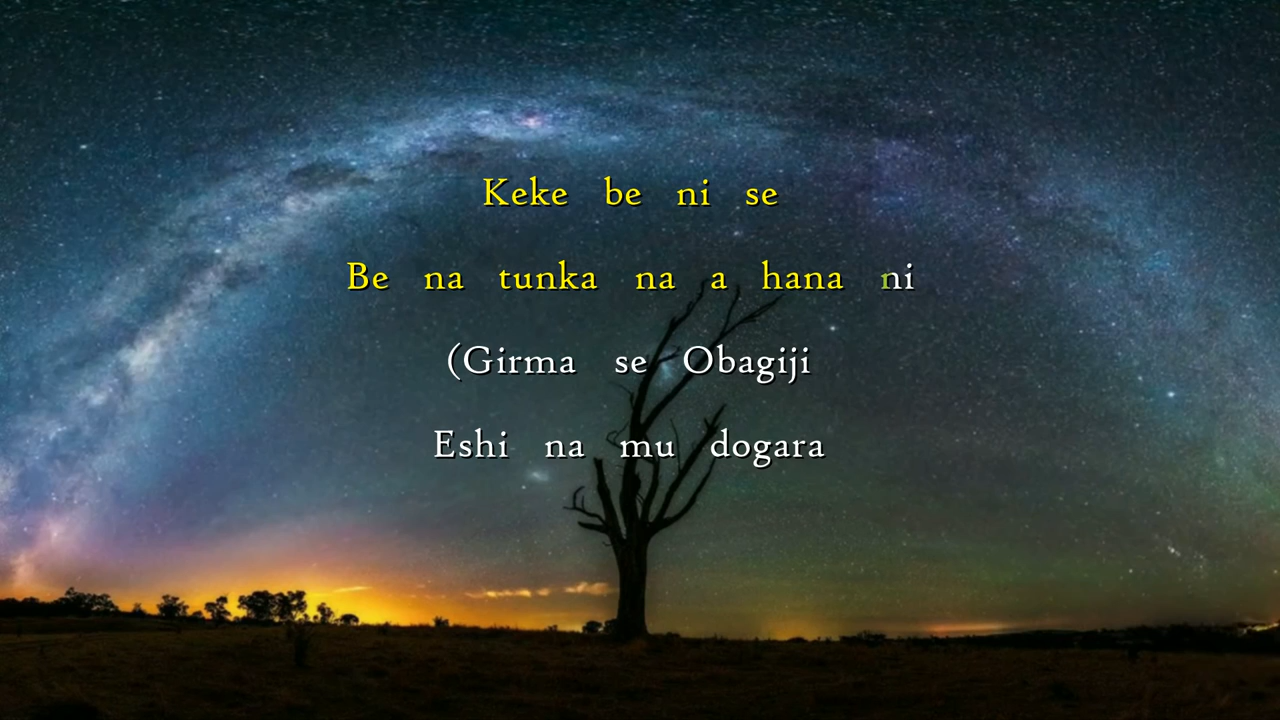 Keke be ni se
Be na tunka na a hana ni
(Girma se Obagiji
Eshi na mu dogara